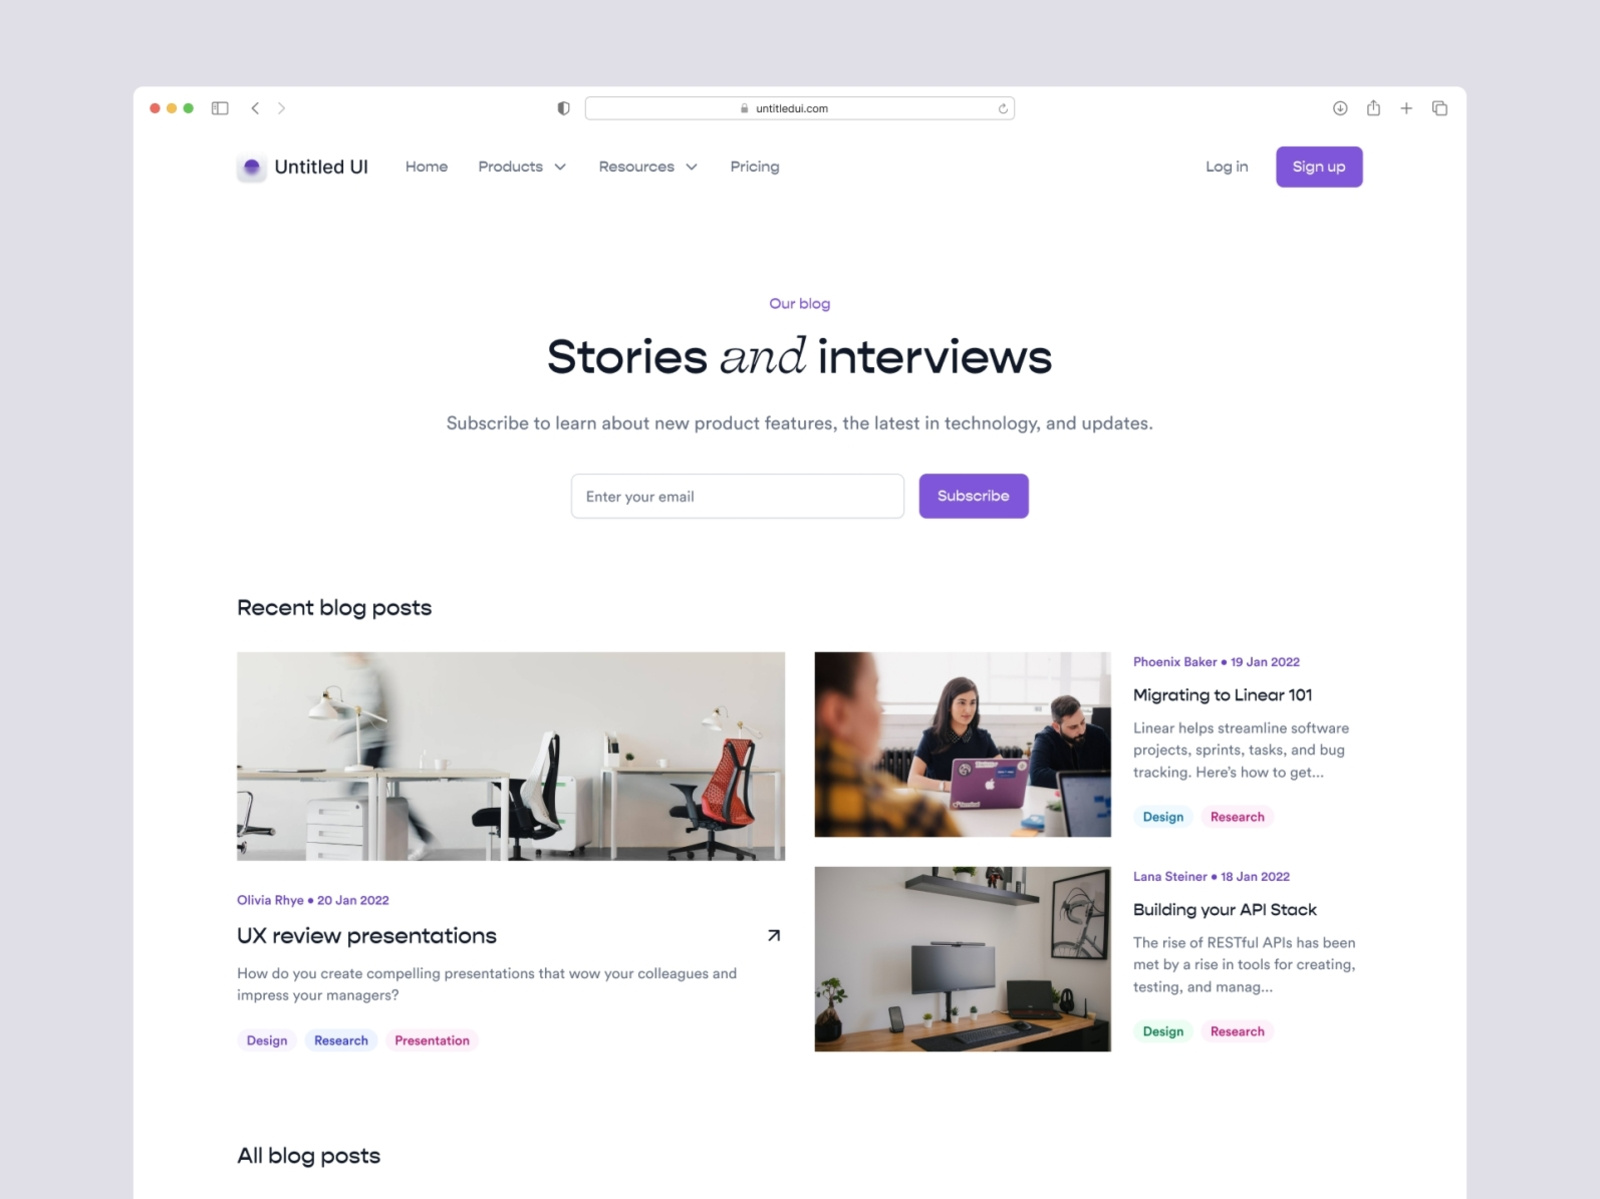 untitledui.com
Untitled UI
Home
Products
Resources
Pricing
Log in
Sign up
Our blog
Stories and interviews
Subscribe to learn about new product features, the latest in technology, and updates.
Enter your email
Subscribe
Recent blog posts
Olivia Rhye • 20 Jan 2022
UX review presentations
How do you create compelling presentations that wow your colleagues and
impress your managers?
Design
Research
Presentation
Phoenix Baker • 19 Jan 2022
Migrating to Linear 101
Linear helps streamline software
projects, sprints, tasks, and bug
tracking. Here’s how to get...
Design
Research
Lana Steiner • 18 Jan 2022
Building your API Stack
The rise of RESTful APIs has been
met by a rise in tools for creating,
testing, and manag...
Design
Research
All blog posts